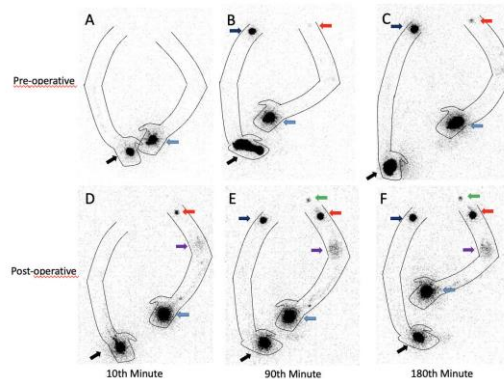 A
B
C
Pre-operative
D
E
F
Post-operative
10th Minute
90th Minute
180th Minute